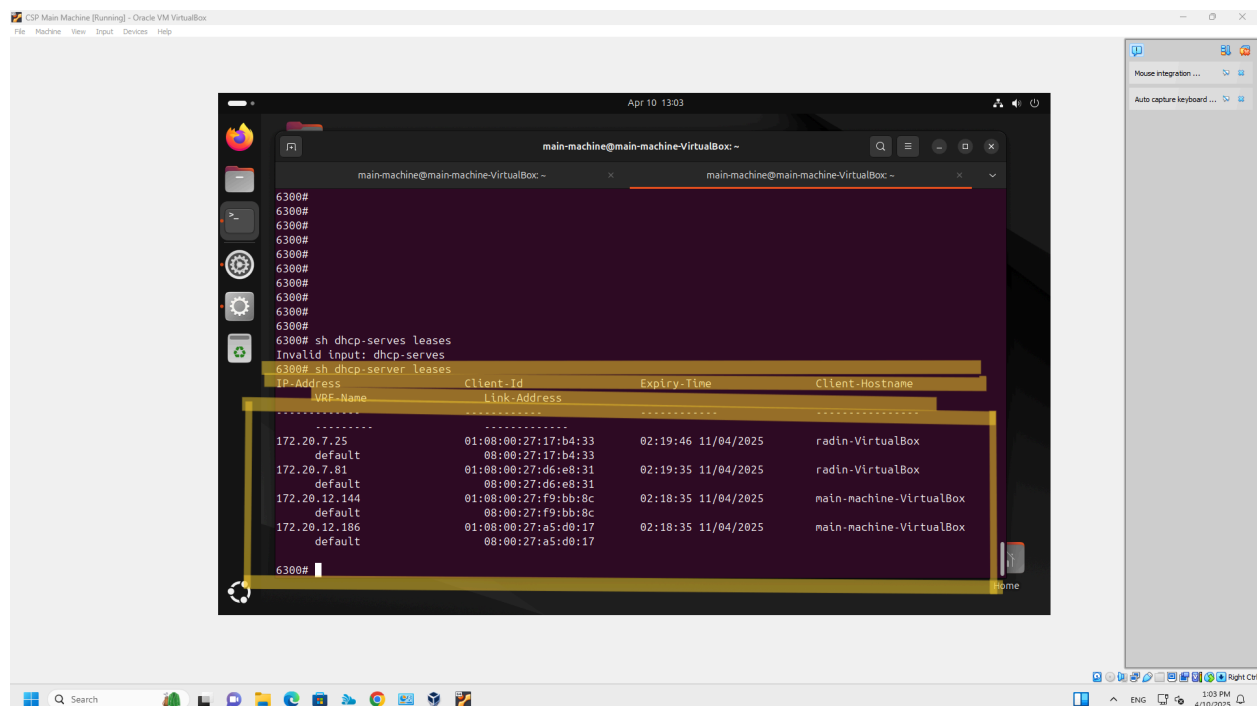 CSP Main Machine [Running] - Oracle VM VirtualBox
File Machine View Input Devices Help
Mouse integration ...
Auto capture keyboard ...
Apr 10 13:03
main-machine@main-machine-VirtualBox: ~
main-machine@main-machine-VirtualBox: ~ main-machine@main-machine-VirtualBox: ~
6300#
6300#
6300#
6300#
6300#
6300#
6300#
6300#
6300#
6300#
6300# sh dhcp-serves leases
Invalid input: dhcp-serves
6300# sh dhcp-server leases
IP-Address Client-Id Expiry-Time Client-Hostname
VRF-Name Link-Address
------------- ------------ ------------ ----------------
--------- -------------
172.20.7.25 01:08:00:27:17:b4:33 02:19:46 11/04/2025 radin-VirtualBox
default 08:00:27:17:b4:33
172.20.7.81 01:08:00:27:d6:e8:31 02:19:35 11/04/2025 radin-VirtualBox
default 08:00:27:d6:e8:31
172.20.12.144 01:08:00:27:f9:bb:8c 02:18:35 11/04/2025 main-machine-VirtualBox
default 08:00:27:f9:bb:8c
172.20.12.186 01:08:00:27:a5:d0:17 02:18:35 11/04/2025 main-machine-VirtualBox
default 08:00:27:a5:d0:17
6300#
Home
Right Ctrl
Search
ENG
1:03 PM
4/10/2025